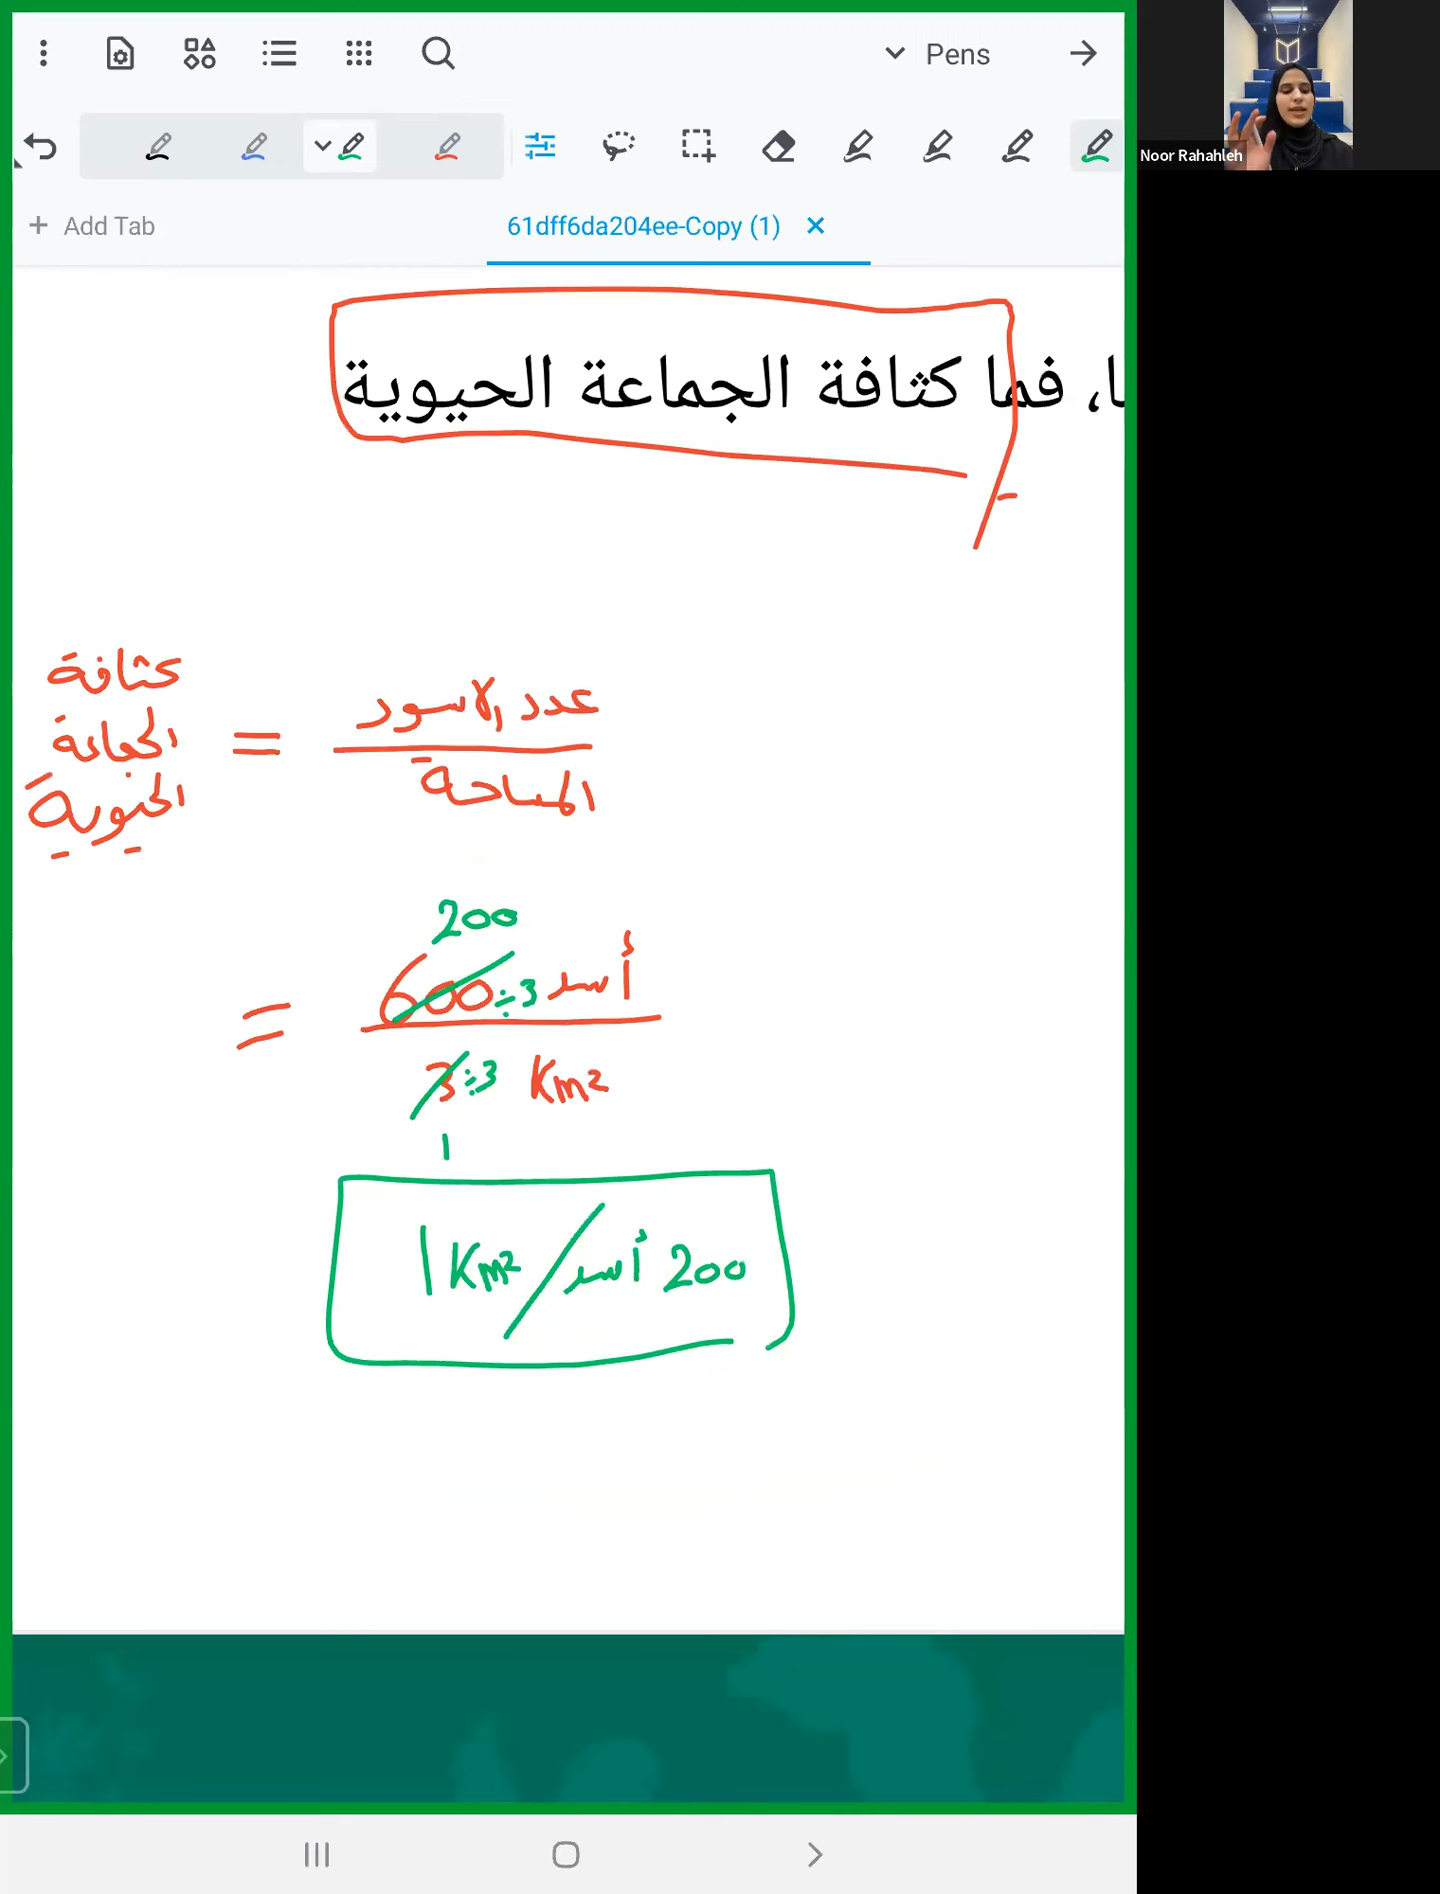 Pens
Noor Rahahleh
+ Add Tab
61dff6da204ee-Copy (1) ×
ا، فما كثافة الجماعة الحيوية
كثافة الجماعة الحيوية = عدد الاسود
المساحة
200
= 600 ÷3 أسد
3 ÷3 Km²
1
200 أسد / 1 Km²